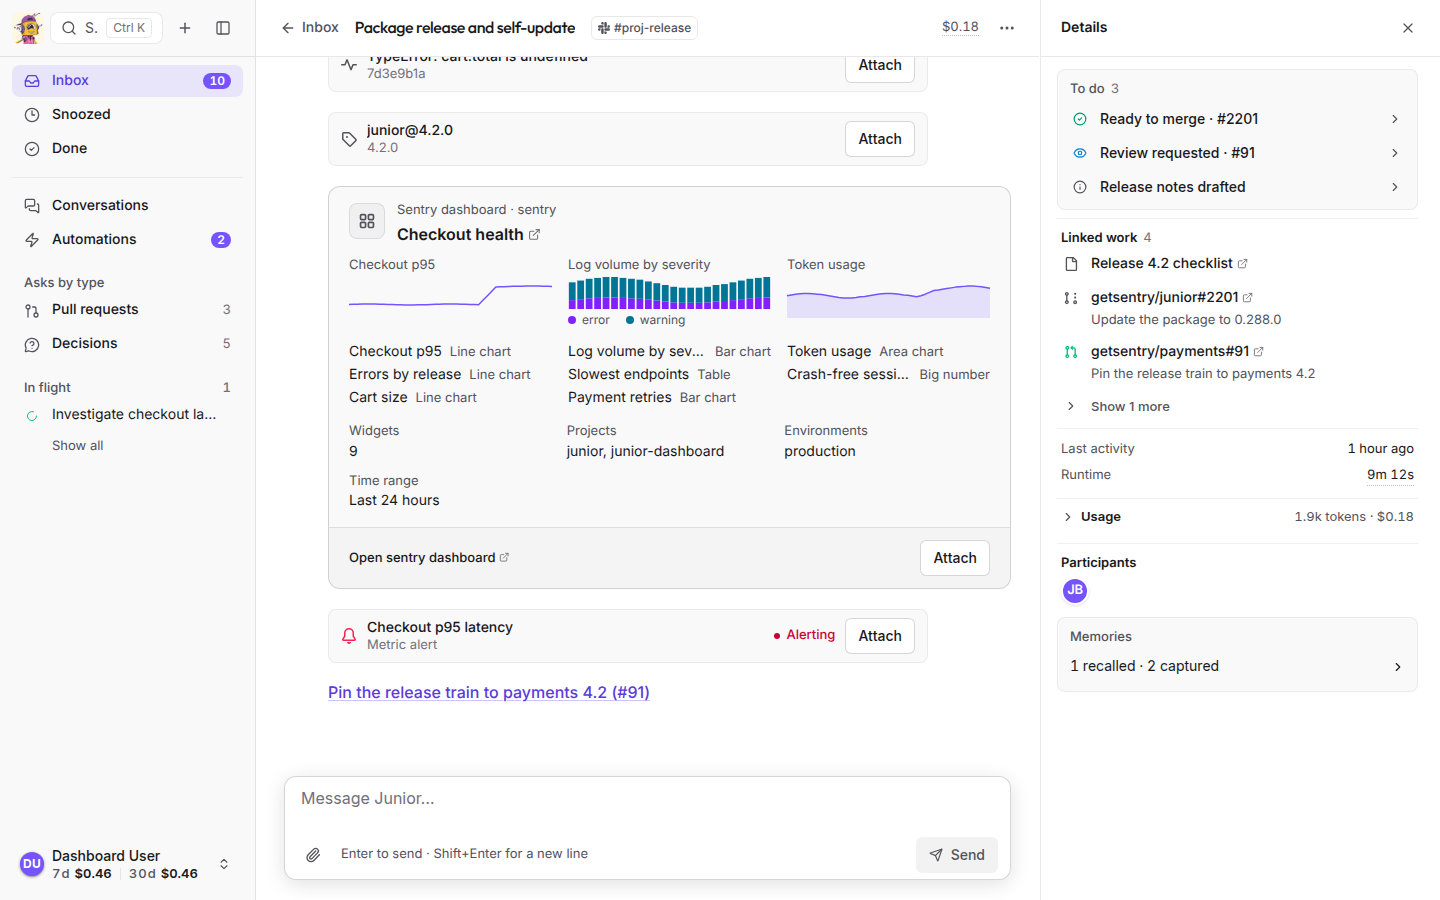 S.
Ctrl K
Inbox
10
Snoozed
Done
Conversations
Automations
2
Asks by type
Pull requests
3
Decisions
5
In flight
1
Investigate checkout la...
Show all
DU
Dashboard User
7d $0.46
30d $0.46
Inbox
Package release and self-update
#proj-release
$0.18
TypeError: cart.total is undefined
7d3e9b1a
Attach
junior@4.2.0
4.2.0
Attach
Sentry dashboard · sentry
Checkout health
Checkout p95
Log volume by severity
error
warning
Token usage
Checkout p95 Line chart
Log volume by sev... Bar chart
Token usage Area chart
Errors by release Line chart
Slowest endpoints Table
Crash-free sessi... Big number
Cart size Line chart
Payment retries Bar chart
Widgets
9
Projects
junior, junior-dashboard
Environments
production
Time range
Last 24 hours
Open sentry dashboard
Attach
Checkout p95 latency
Metric alert
Alerting
Attach
Pin the release train to payments 4.2 (#91)
Message Junior...
Enter to send · Shift+Enter for a new line
Send
Details
To do 3
Ready to merge · #2201
Review requested · #91
Release notes drafted
Linked work 4
Release 4.2 checklist
getsentry/junior#2201
Update the package to 0.288.0
getsentry/payments#91
Pin the release train to payments 4.2
Show 1 more
Last activity
1 hour ago
Runtime
9m 12s
Usage
1.9k tokens · $0.18
Participants
JB
Memories
1 recalled · 2 captured